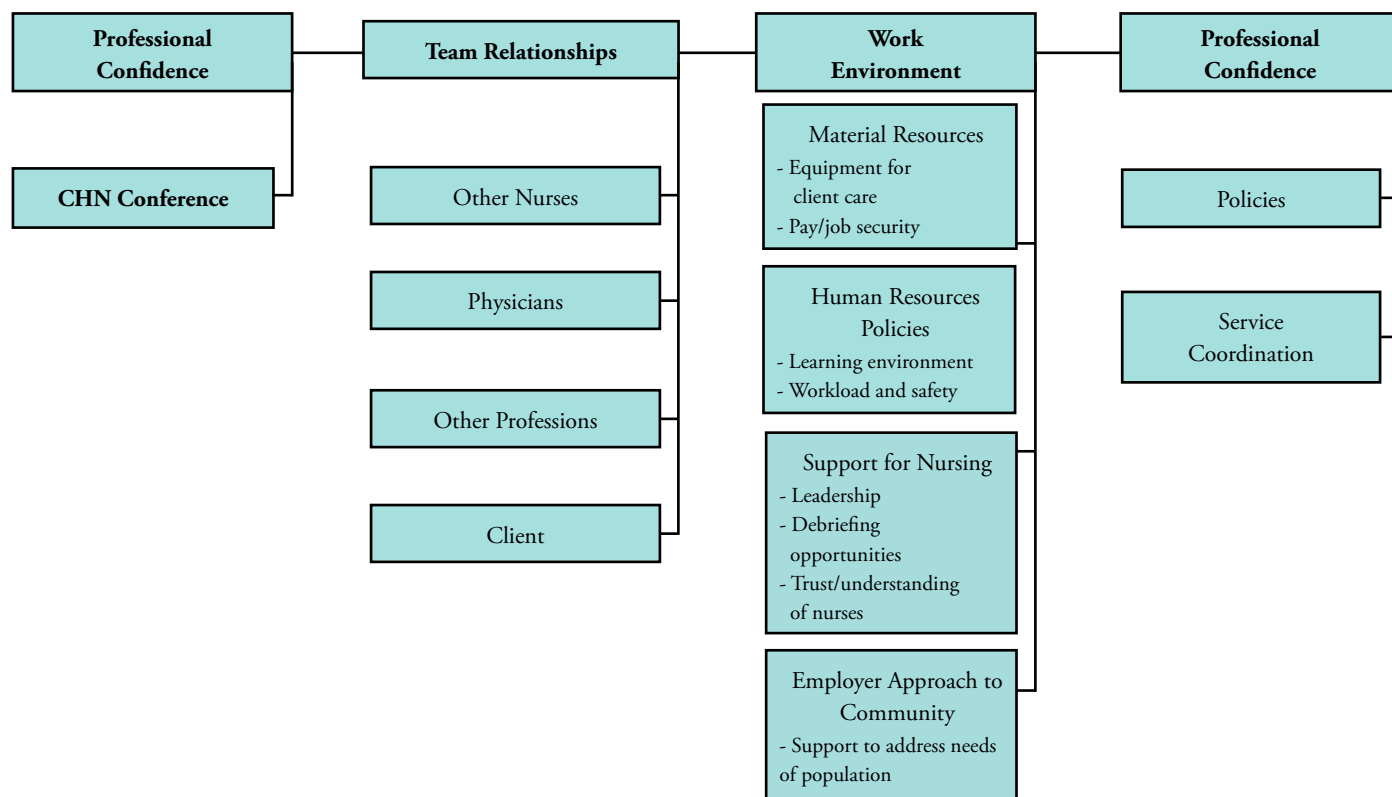 Professional
Confidence
CHN Conference
Team Relationships
Other Nurses
Physicians
Other Professions
Client
Work
Environment
Material Resources
- Equipment for
client care
- Pay/job security
Human Resources
Policies
- Learning environment
- Workload and safety
Support for Nursing
- Leadership
- Debriefing
opportunities
- Trust/understanding
of nurses
Employer Approach to
Community
- Support to address needs
of population
Professional
Confidence
Policies
Service
Coordination